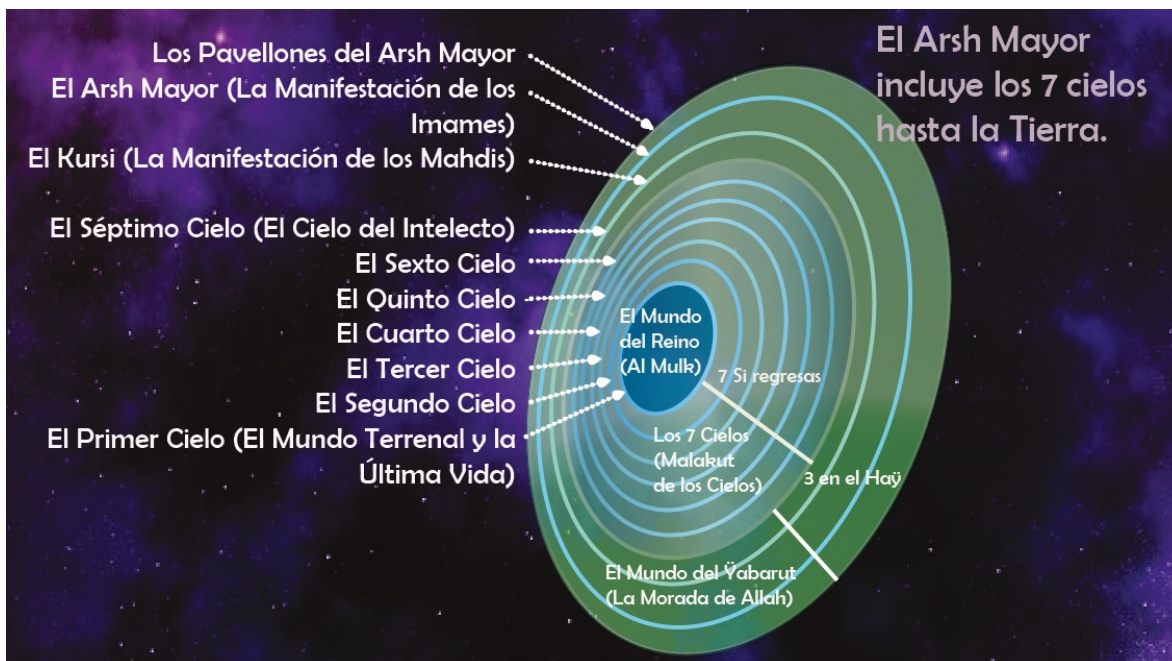 Los Pavellones del Arsh Mayor
El Arsh Mayor (La Manifestación de los
Imames)
El Kursi (La Manifestación de los Mahdis)
El Séptimo Cielo (El Cielo del Intelecto)
El Sexto Cielo
El Quinto Cielo
El Cuarto Cielo
El Tercer Cielo
El Segundo Cielo
El Primer Cielo (El Mundo Terrenal y la
Última Vida)
El Arsh Mayor
incluye los 7 cielos
hasta la Tierra.
El Mundo
del Reino
(Al Mulk)
7 Si regresas
Los 7 Cielos
(Malakut
de los Cielos)
3 en el Haÿ
El Mundo del Ÿabarut
(La Morada de Allah)